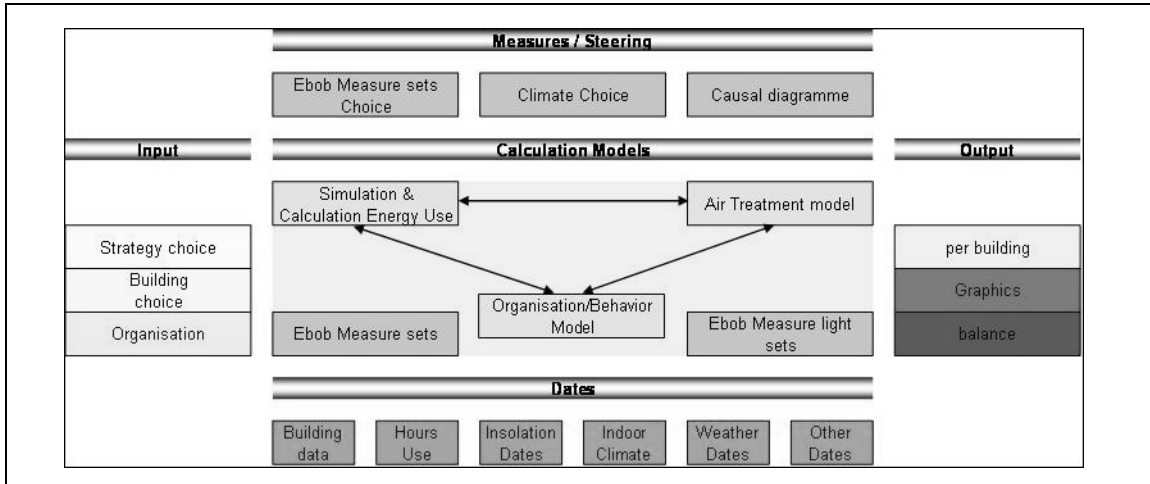 Measures / Steering
Ebob Measure sets
Choice
Climate Choice
Causal diagramme
Input
Calculation Models
Output
Simulation &
Calculation Energy Use
Air Treatment model
Strategy choice
Building
choice
Organisation
Organisation/Behavior
Model
Ebob Measure sets
Ebob Measure light
sets
per building
Graphics
balance
Dates
Building
data
Hours
Use
Insolation
Dates
Indoor
Climate
Weather
Dates
Other
Dates